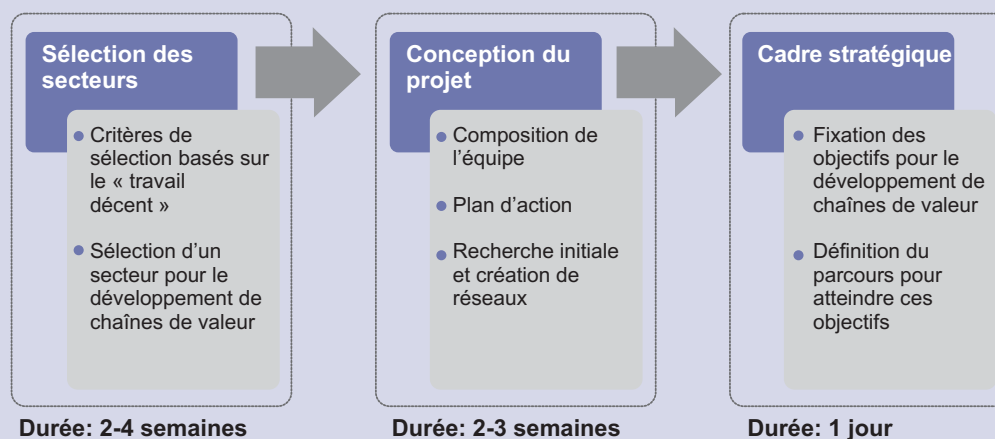 Sélection des
secteurs
Critères de
sélection basés sur
le « travail
décent »
Sélection d'un
secteur pour le
développement de
chaînes de valeur
Durée: 2-4 semaines
Conception du
projet
Composition de
l'équipe
Plan d'action
Recherche initiale
et création de
réseaux
Durée: 2-3 semaines
Cadre stratégique
Fixation des
objectifs pour le
développement de
chaînes de valeur
Définition du
parcours pour
atteindre ces
objectifs
Durée: 1 jour